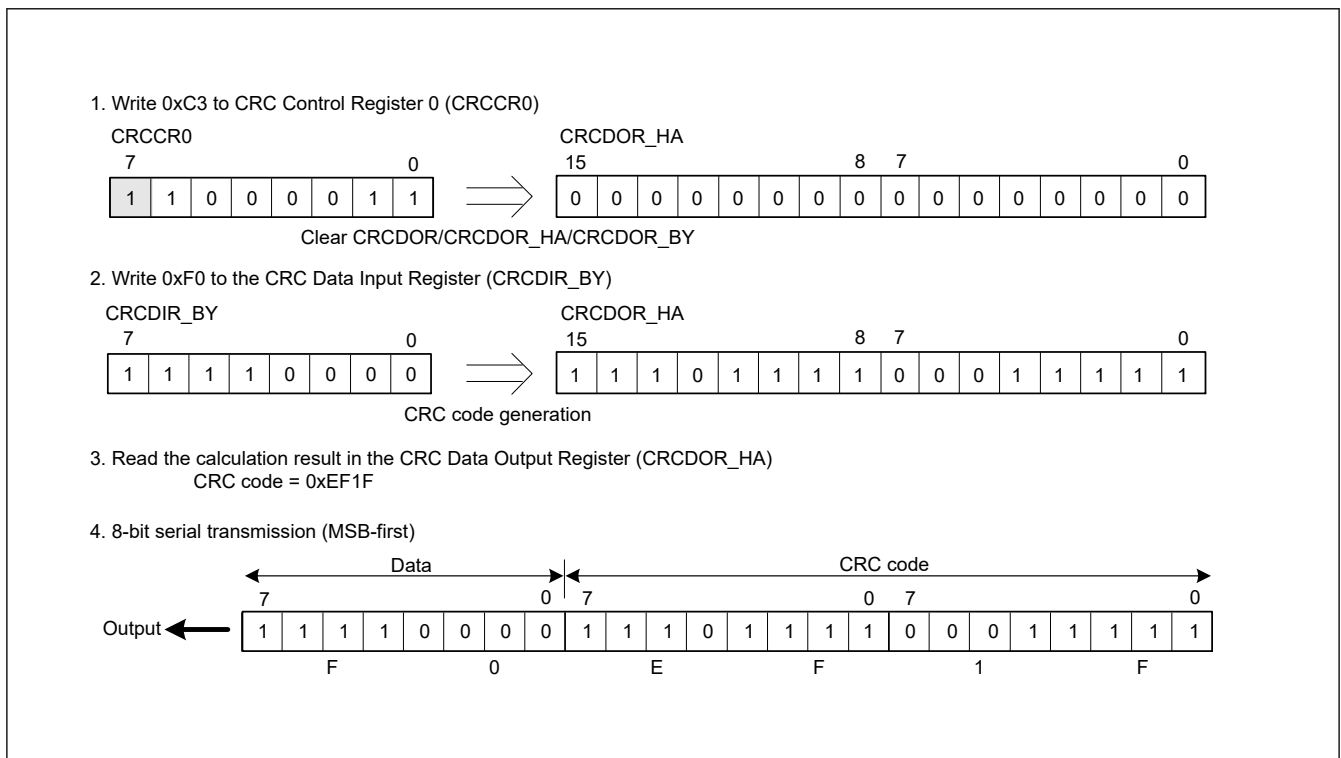 1. Write 0xC3 to CRC Control Register 0 (CRCCR0)
CRCCR0 CRCDOR_HA
7 0 15 8 7 0
1 1 0 0 0 0 1 1 0 0 0 0 0 0 0 0 0 0 0 0 0 0 0 0
Clear CRCDOR/CRCDOR_HA/CRCDOR_BY
2. Write 0xF0 to the CRC Data Input Register (CRCDIR_BY)
CRCDIR_BY CRCDOR_HA
7 0 15 8 7 0
1 1 1 1 0 0 0 0 1 1 1 0 1 1 1 1 0 0 0 1 1 1 1 1
CRC code generation
3. Read the calculation result in the CRC Data Output Register (CRCDOR_HA)
CRC code = 0xEF1F
4. 8-bit serial transmission (MSB-first)
Data CRC code
7 0 7 0 7 0
Output 1 1 1 1 0 0 0 0 1 1 1 0 1 1 1 1 0 0 0 1 1 1 1 1
F 0 E F 1 F